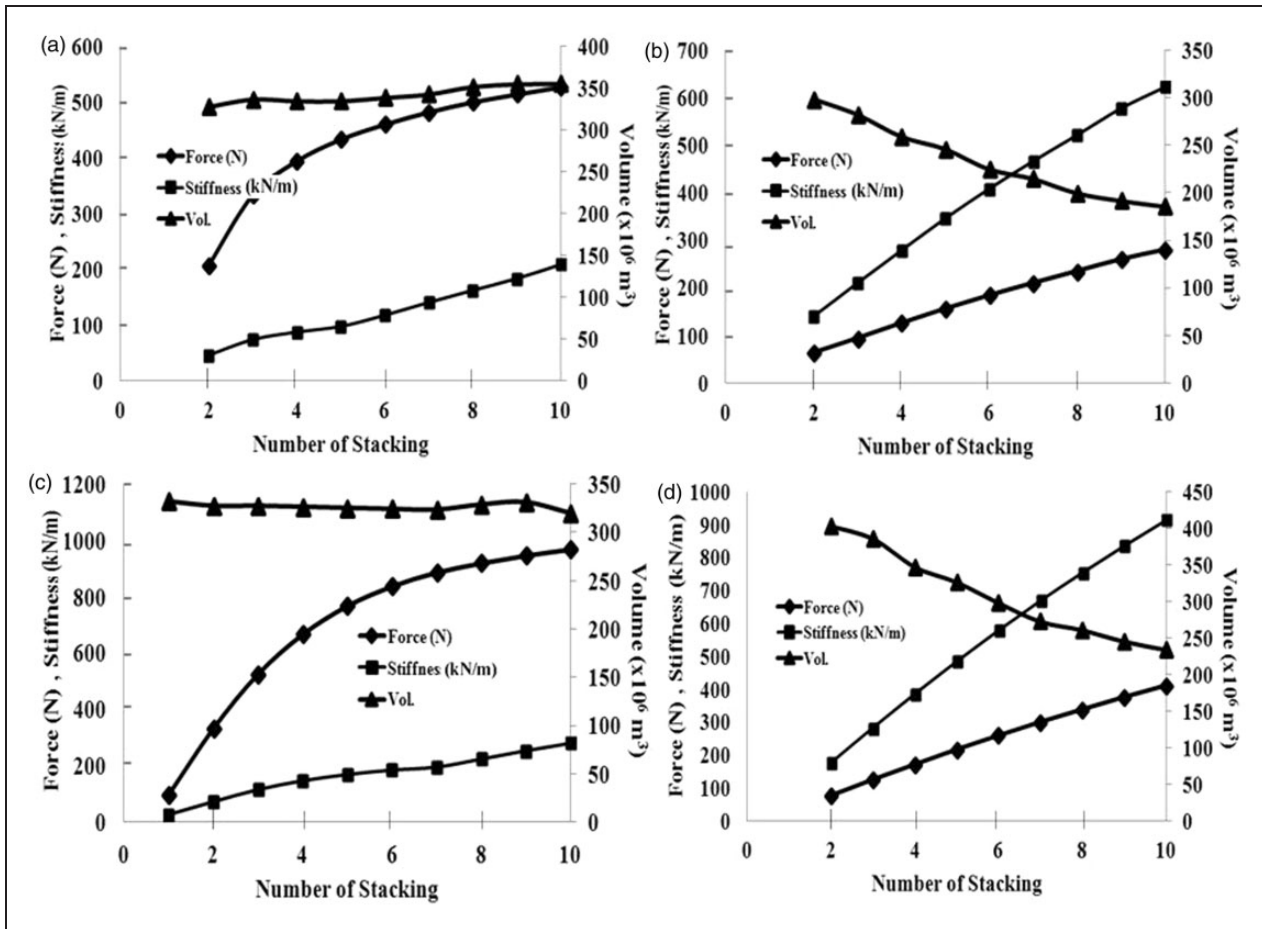 (a)
600
500
400
300
200
100
0
Force (N) , Stiffness (kN/m)
Force (N)
Stiffness (kN/m)
Vol.
400
350
300
250
200
150
100
50
0
Volume (x10⁶ m³)
0 2 4 6 8 10
Number of Stacking
(b)
700
600
500
400
300
200
100
0
Force (N) , Stiffness (kN/m)
Force (N)
Stiffness (kN/m)
Vol.
350
300
250
200
150
100
50
0
Volume (x10⁶ m³)
0 2 4 6 8 10
Number of Stacking
(c)
1200
1000
800
600
400
200
0
Force (N) , Stiffness (kN/m)
Force (N)
Stiffnes (kN/m)
Vol.
350
300
250
200
150
100
50
0
Volume (x10⁶ m³)
0 2 4 6 8 10
Number of Stacking
(d)
1000
900
800
700
600
500
400
300
200
100
0
Force (N) , Stiffness (kN/m)
Force (N)
Stiffness (kN/m)
Vol.
450
400
350
300
250
200
150
100
50
0
Volume (x10⁶ m³)
0 2 4 6 8 10
Number of Stacking